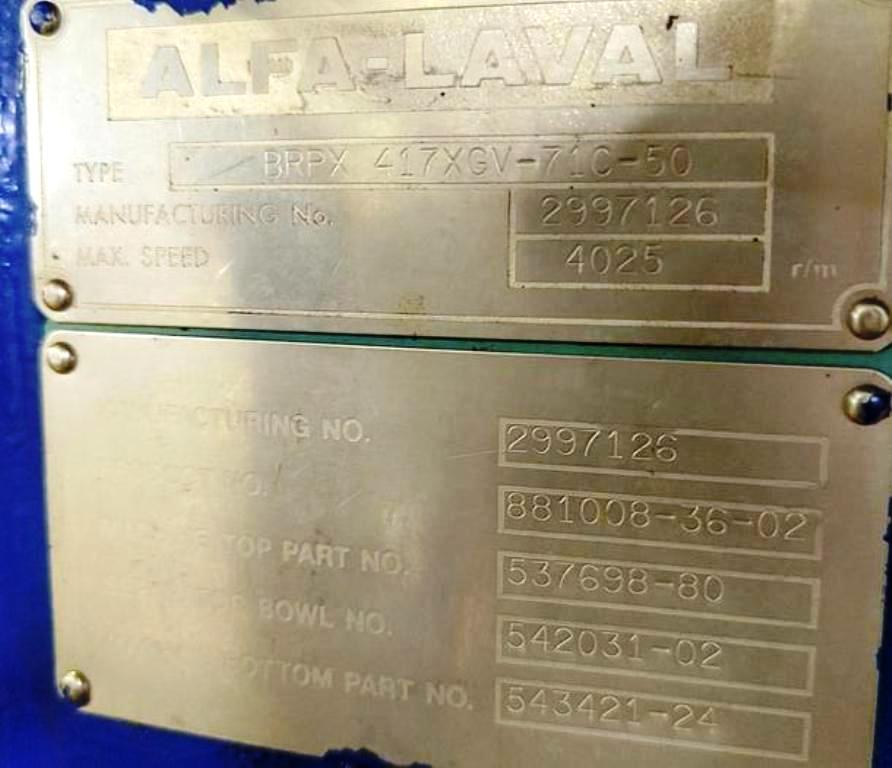 ALFA-LAVAL
TYPE BRPX 417XGV-71C-50
MANUFACTURING No. 2997126
MAX. SPEED 4025 r/m
MANUFACTURING NO. 2997126
NO. 881008-36-02
TOP PART NO. 537698-80
BOWL NO. 542031-02
BOTTOM PART NO. 543421-24